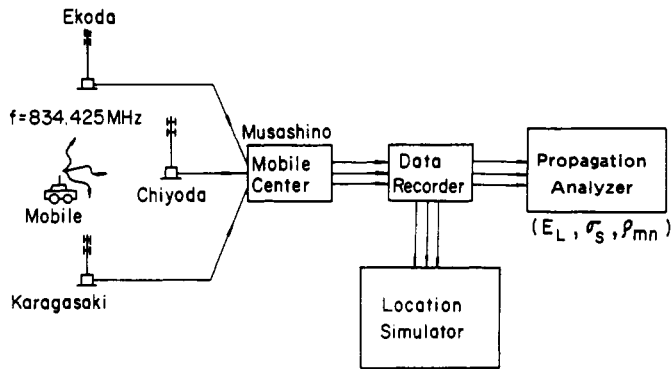 Ekoda
f=834.425MHz
Mobile
Chiyoda
Karagasaki
Musashino
Mobile
Center
Data
Recorder
Propagation
Analyzer
(E_L, σ_S, ρ_mn)
Location
Simulator